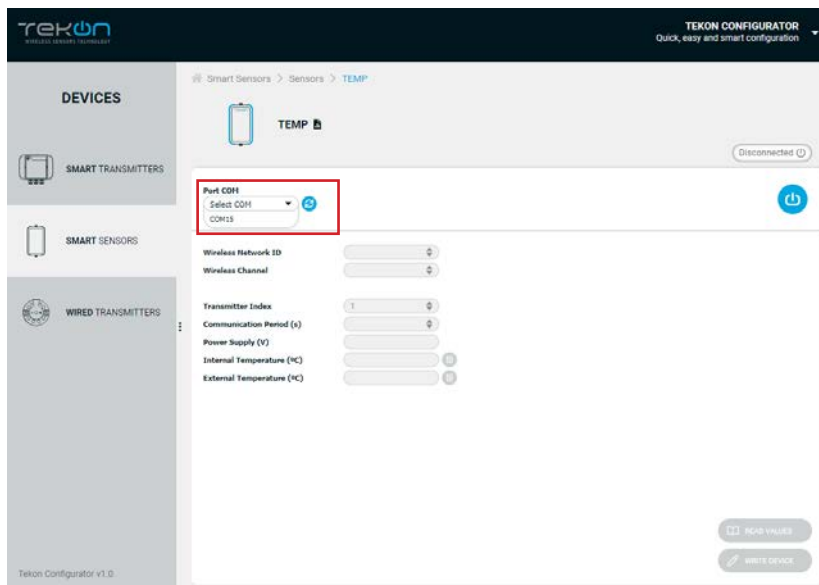 TEKON
WIRELESS SENSORS TECHNOLOGY
TEKON CONFIGURATOR
Quick, easy and smart configuration
DEVICES
SMART TRANSMITTERS
SMART SENSORS
WIRED TRANSMITTERS
Tekon Configurator v1.0.
Smart Sensors > Sensors > TEMP
TEMP
Disconnected
Port COM
Select COM
COM15
Wireless Network ID
Wireless Channel
Transmitter Index 1
Communication Period (s)
Power Supply (V)
Internal Temperature (ºC)
External Temperature (ºC)
READ VALUES
WRITE DEVICE